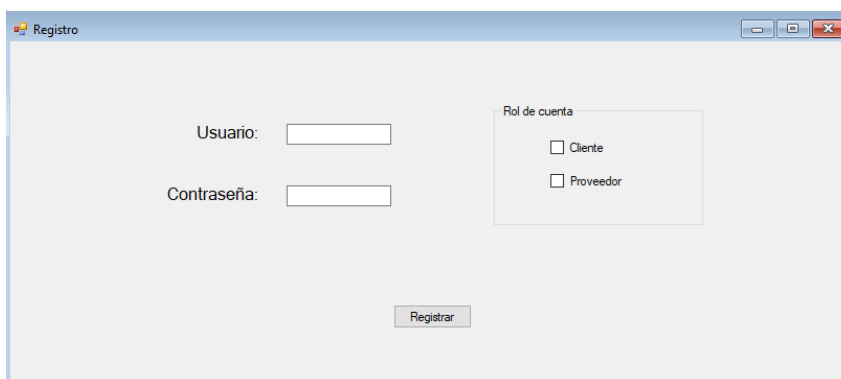 Registro
Usuario:
Contraseña:
Rol de cuenta
Cliente
Proveedor
Registrar